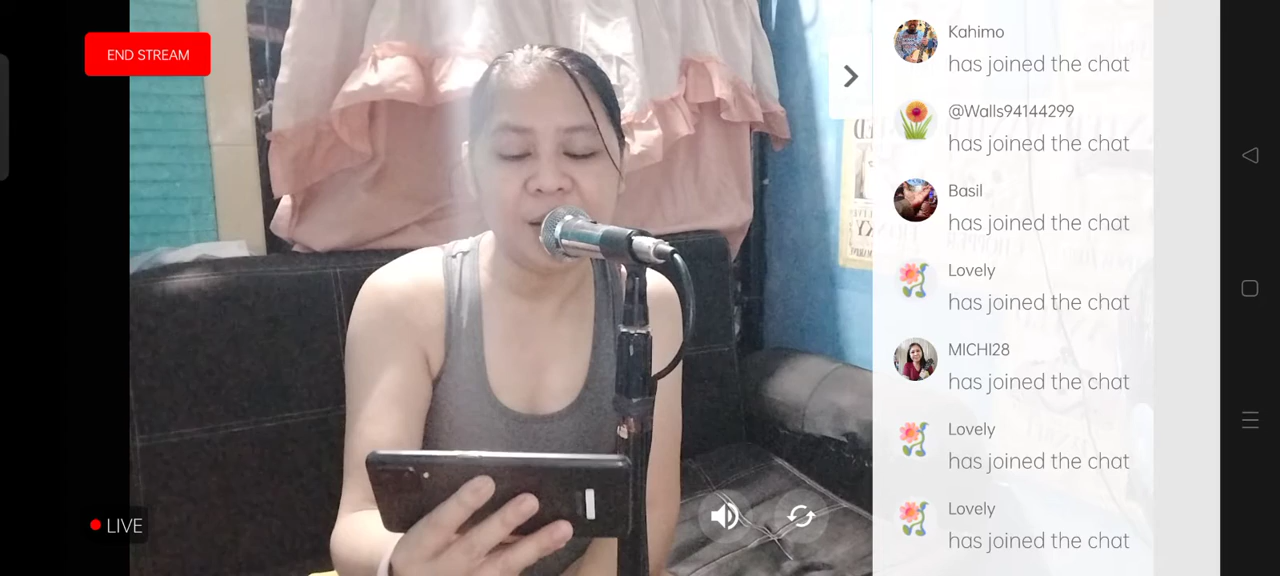 END STREAM
Kahimo
has joined the chat
@Walls94144299
has joined the chat
Basil
has joined the chat
Lovely
has joined the chat
MICHI28
has joined the chat
Lovely
has joined the chat
Lovely
has joined the chat
LIVE